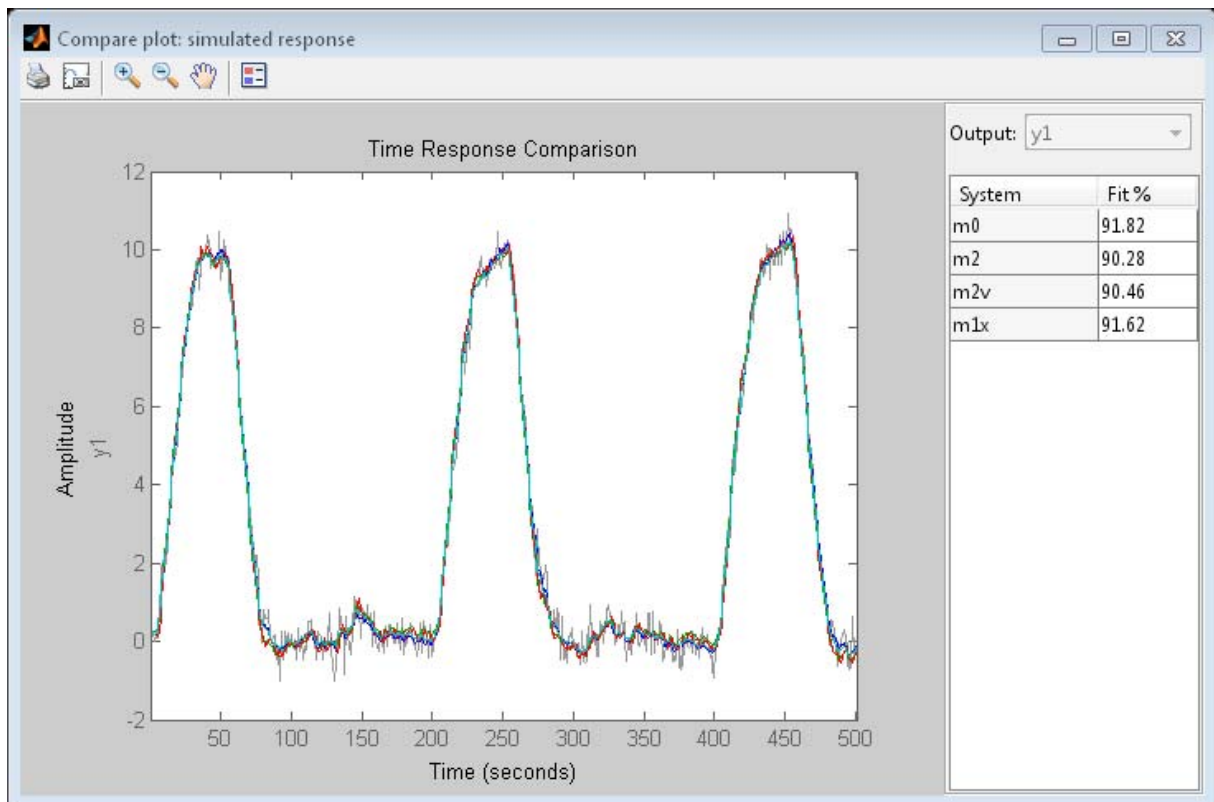 Compare plot: simulated response
Time Response Comparison
Amplitude
y1
12
10
8
6
4
2
0
-2
50 100 150 200 250 300 350 400 450 500
Time (seconds)
Output: y1
System Fit %
m0 91.82
m2 90.28
m2v 90.46
m1x 91.62